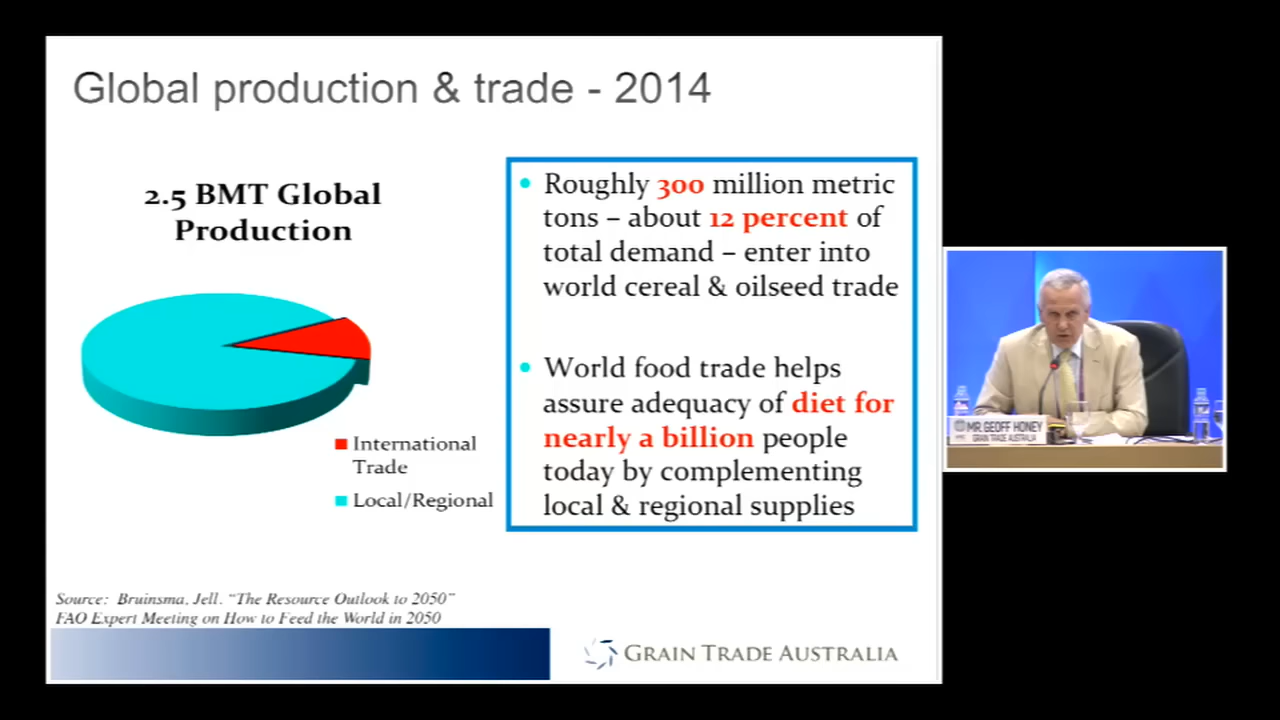 Global production & trade - 2014
2.5 BMT Global
Production
International
Trade
Local/Regional
• Roughly 300 million metric
tons – about 12 percent of
total demand – enter into
world cereal & oilseed trade
• World food trade helps
assure adequacy of diet for
nearly a billion people
today by complementing
local & regional supplies
Source: Bruinsma, Jell. "The Resource Outlook to 2050"
FAO Expert Meeting on How to Feed the World in 2050
GRAIN TRADE AUSTRALIA
MR. GEOFF HONEY
GRAIN TRADE AUSTRALIA